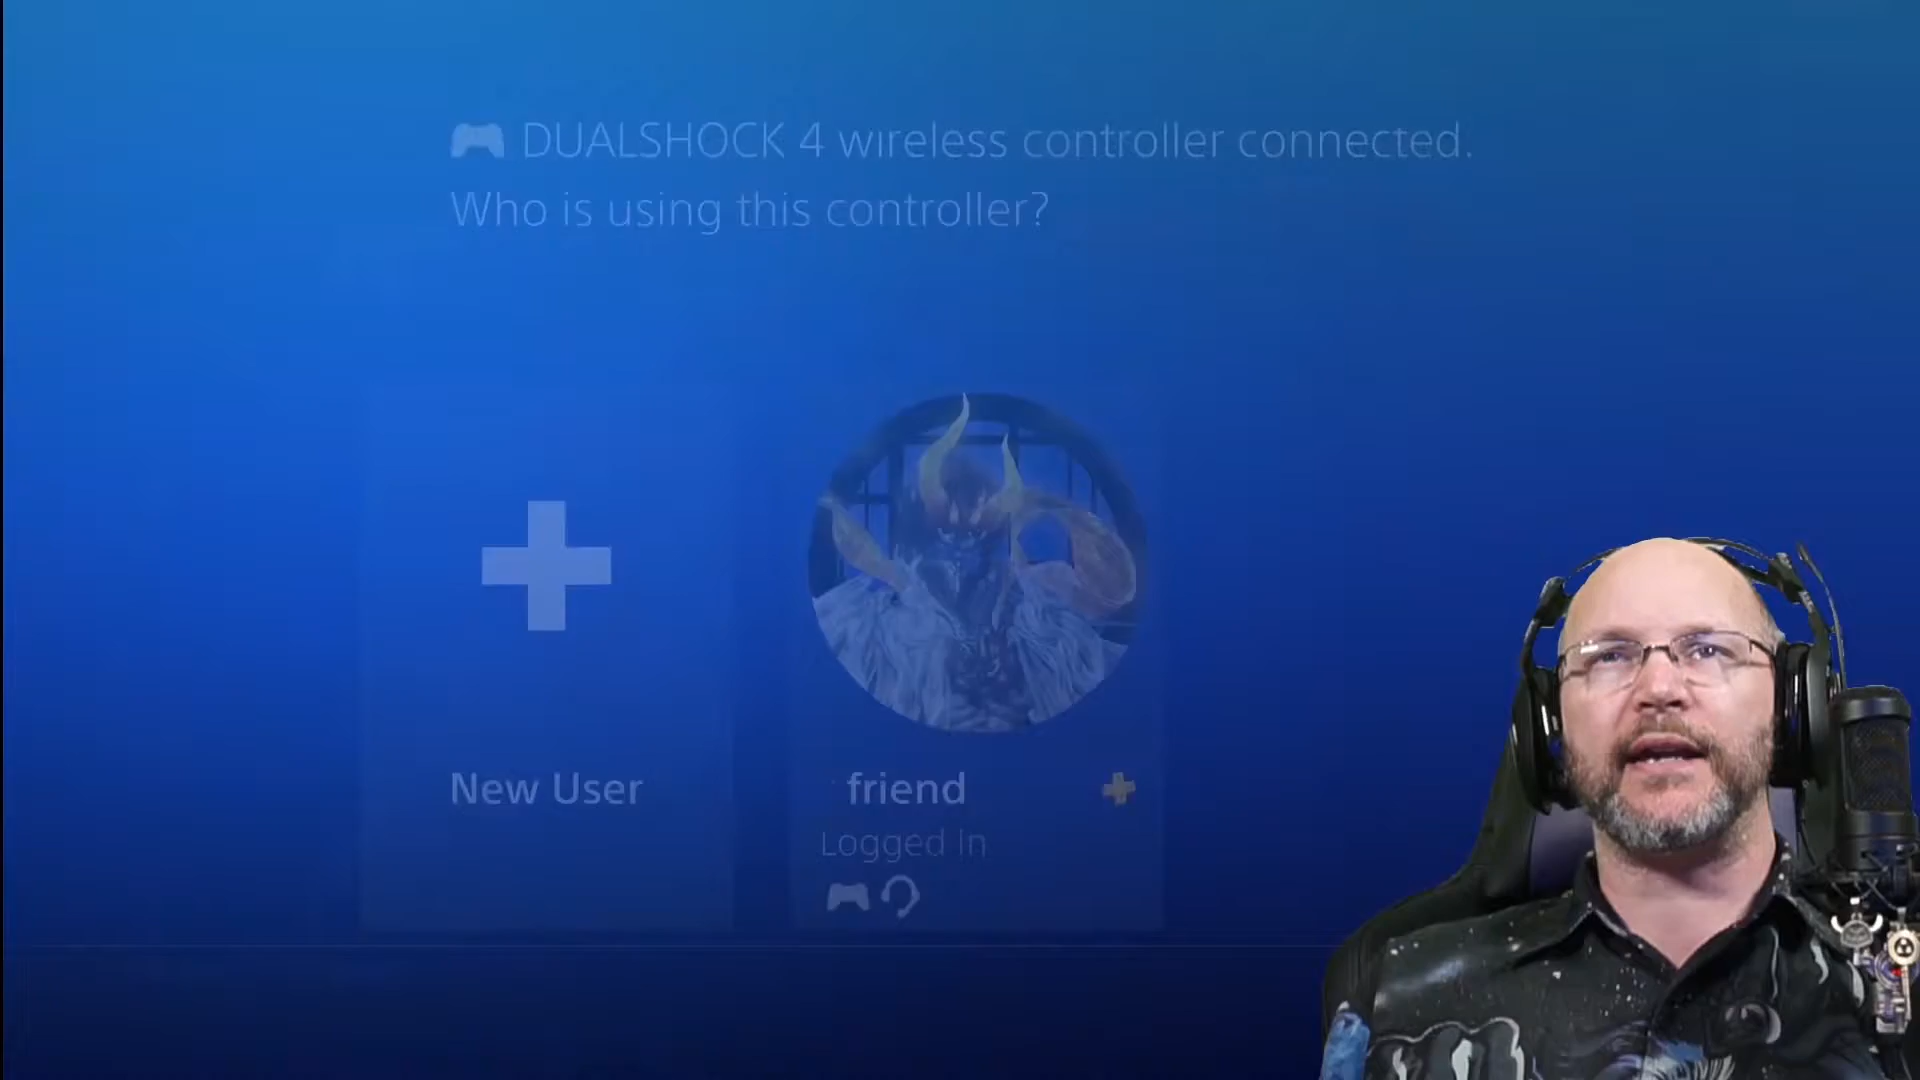 DUALSHOCK 4 wireless controller connected.
Who is using this controller?
New User
friend
Logged In